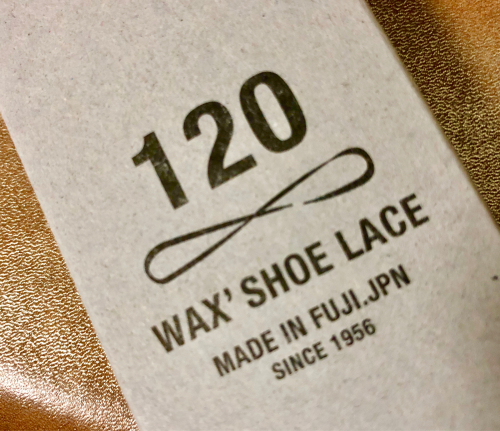 120
WAX' SHOE LACE
MADE IN FUJI.JPN
SINCE 1956